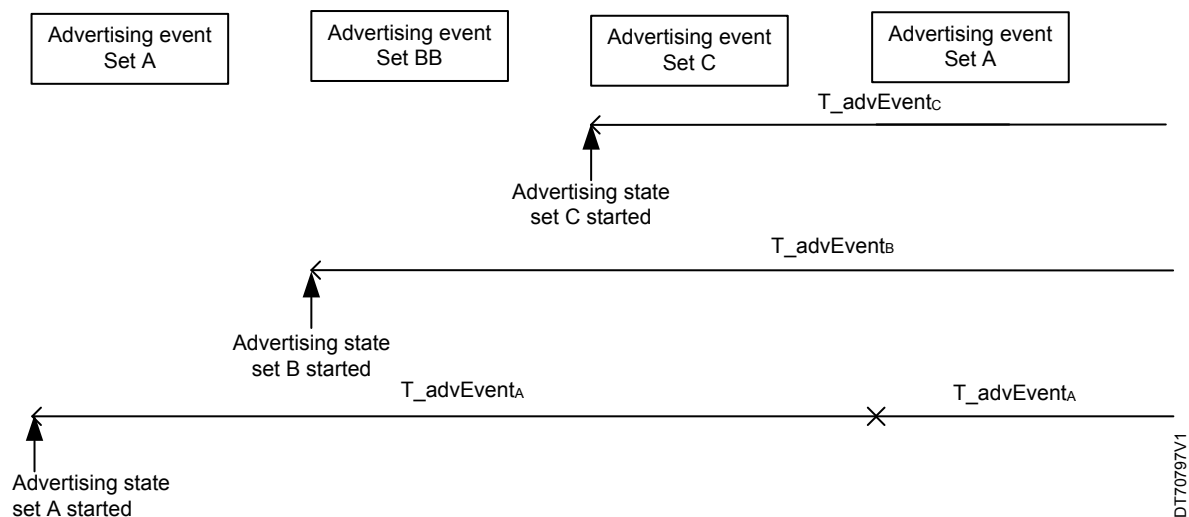 Advertising event
Set A
Advertising event
Set BB
Advertising event
Set C
Advertising event
Set A
T_advEventC
Advertising state
set C started
T_advEventB
Advertising state
set B started
T_advEventA
T_advEventA
Advertising state
set A started
DT70797V1